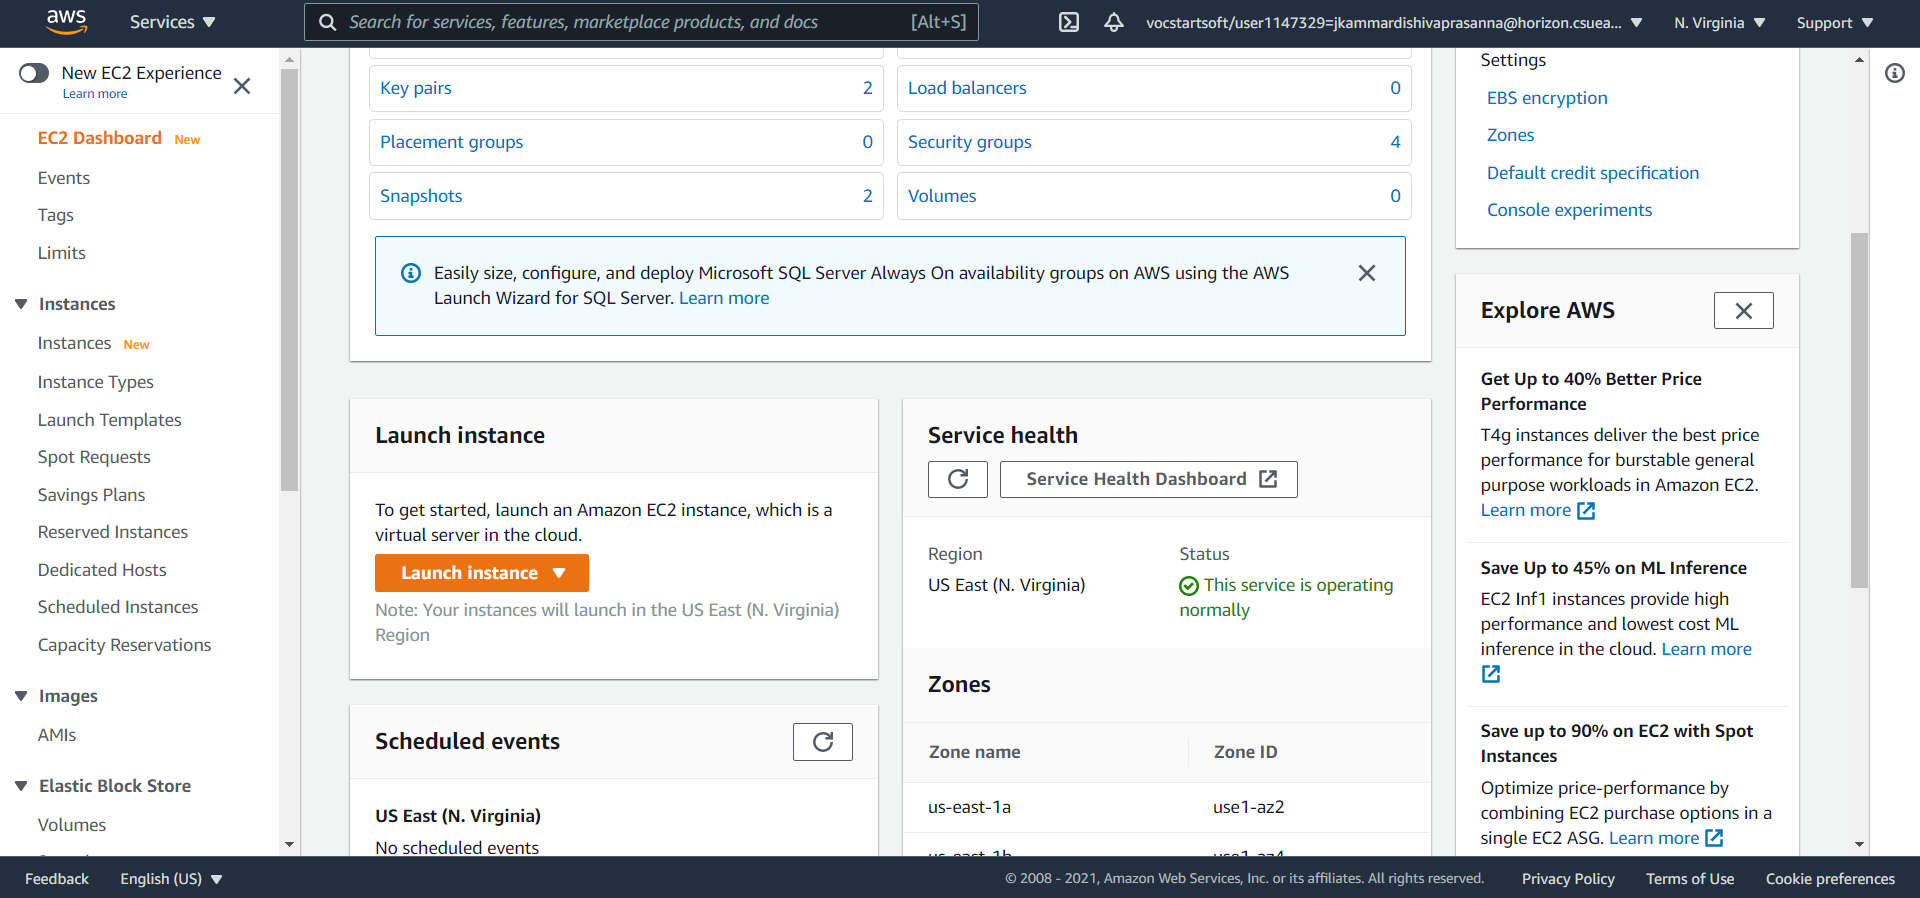 aws
Services
Search for services, features, marketplace products, and docs [Alt+S]
vocstartsoft/user1147329=jkammardishivaprasanna@horizon.csuea...
N. Virginia
Support
New EC2 Experience
Learn more
EC2 Dashboard New
Events
Tags
Limits
Instances
Instances New
Instance Types
Launch Templates
Spot Requests
Savings Plans
Reserved Instances
Dedicated Hosts
Scheduled Instances
Capacity Reservations
Images
AMIs
Elastic Block Store
Volumes
Key pairs 2
Load balancers 0
Placement groups 0
Security groups 4
Snapshots 2
Volumes 0
Easily size, configure, and deploy Microsoft SQL Server Always On availability groups on AWS using the AWS
Launch Wizard for SQL Server. Learn more
Launch instance
To get started, launch an Amazon EC2 instance, which is a
virtual server in the cloud.
Launch instance
Note: Your instances will launch in the US East (N. Virginia)
Region
Scheduled events
US East (N. Virginia)
No scheduled events
Service health
Service Health Dashboard
Region Status
US East (N. Virginia) This service is operating
normally
Zones
Zone name Zone ID
us-east-1a use1-az2
us-east-1b use1-az4
Settings
EBS encryption
Zones
Default credit specification
Console experiments
Explore AWS
Get Up to 40% Better Price
Performance
T4g instances deliver the best price
performance for burstable general
purpose workloads in Amazon EC2.
Learn more
Save Up to 45% on ML Inference
EC2 Inf1 instances provide high
performance and lowest cost ML
inference in the cloud. Learn more
Save up to 90% on EC2 with Spot
Instances
Optimize price-performance by
combining EC2 purchase options in a
single EC2 ASG. Learn more
Feedback
English (US)
© 2008 - 2021, Amazon Web Services, Inc. or its affiliates. All rights reserved.
Privacy Policy
Terms of Use
Cookie preferences